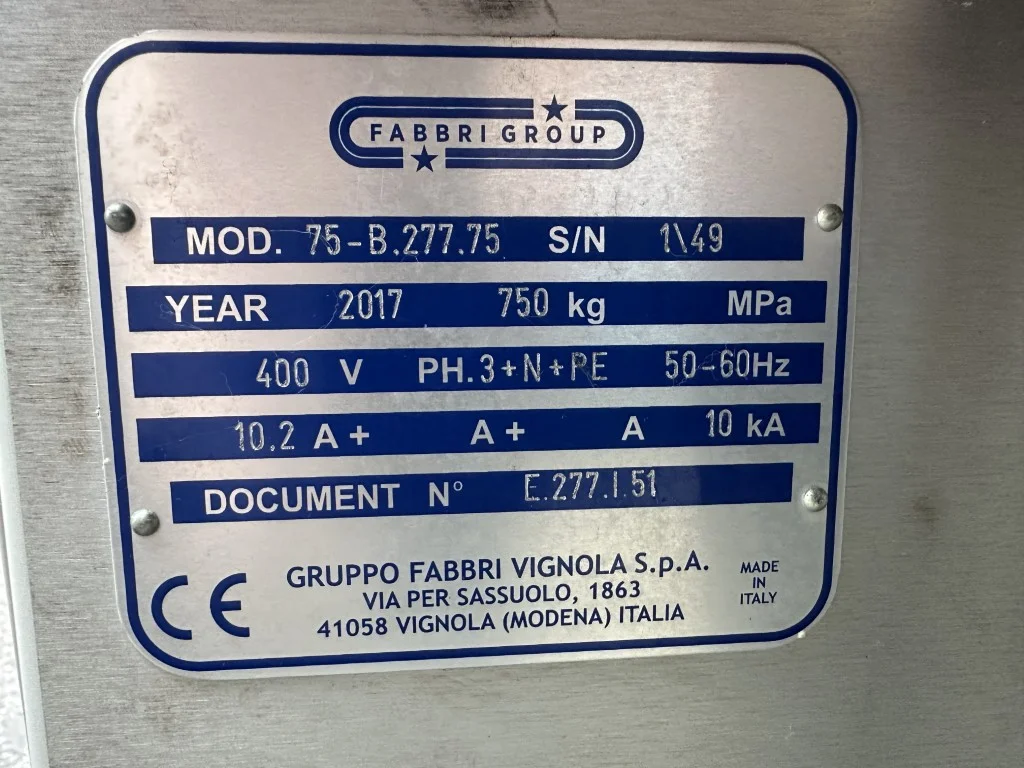 FABBRI GROUP
MOD. 75-B.277.75 S/N 1\49
YEAR 2017 750 kg MPa
400 V PH.3+N+PE 50-60Hz
10.2 A+ A+ A 10 kA
DOCUMENT N° E.277.I.51
CE
GRUPPO FABBRI VIGNOLA S.p.A.
VIA PER SASSUOLO, 1863
41058 VIGNOLA (MODENA) ITALIA
MADE
IN
ITALY